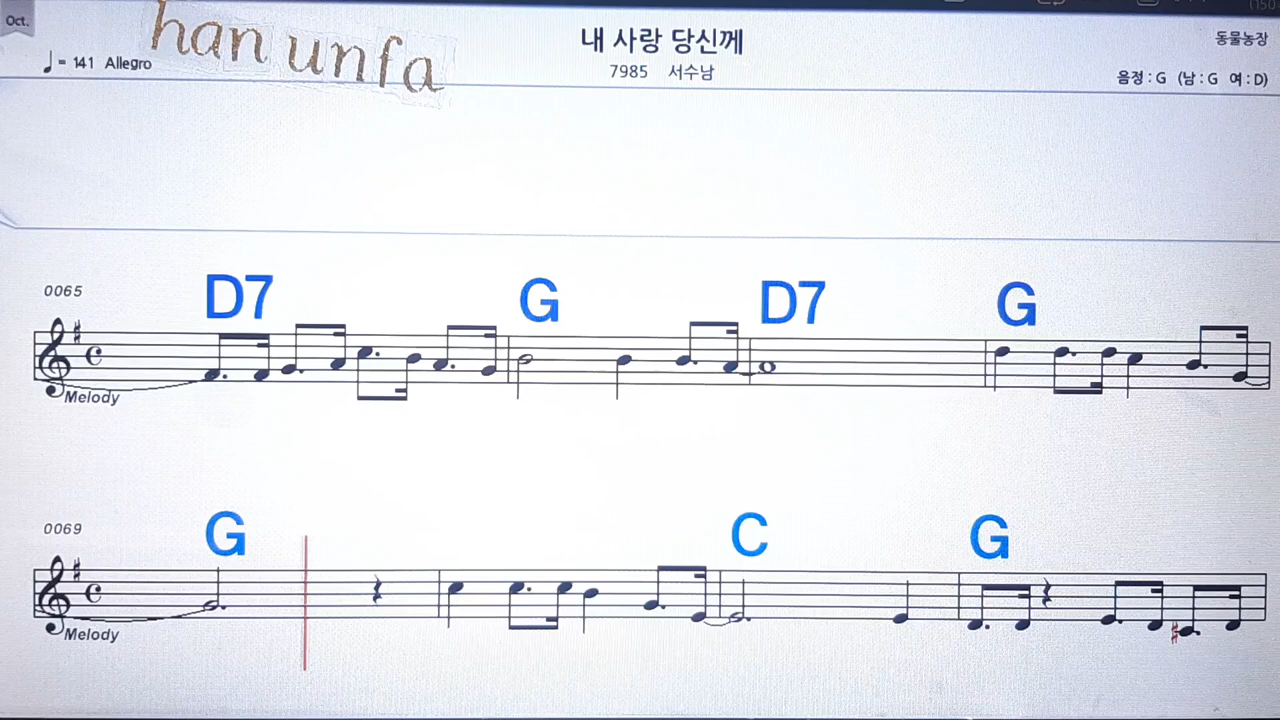 Oct.
han unfa
내 사랑 당신께
동물농장
♩= 141 Allegro
7985 서수남
음정 : G (남 : G 여 : D)
0065
D7 G D7 G
Melody
0069
G C G
Melody